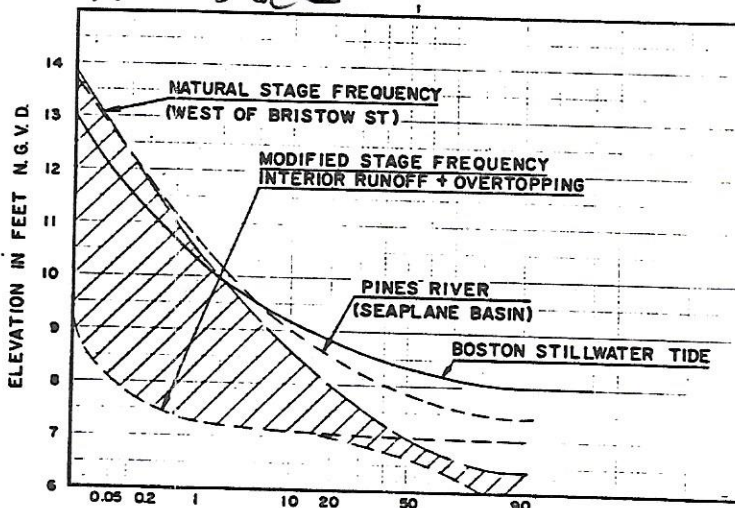 14
13
12
11
10
9
8
7
6
ELEVATION IN FEET N.G.V.D.
NATURAL STAGE FREQUENCY
(WEST OF BRISTOW ST)
MODIFIED STAGE FREQUENCY
INTERIOR RUNOFF + OVERTOPPING
PINES RIVER
(SEAPLANE BASIN)
BOSTON STILLWATER TIDE
0.05 0.2 1 10 20 50 90